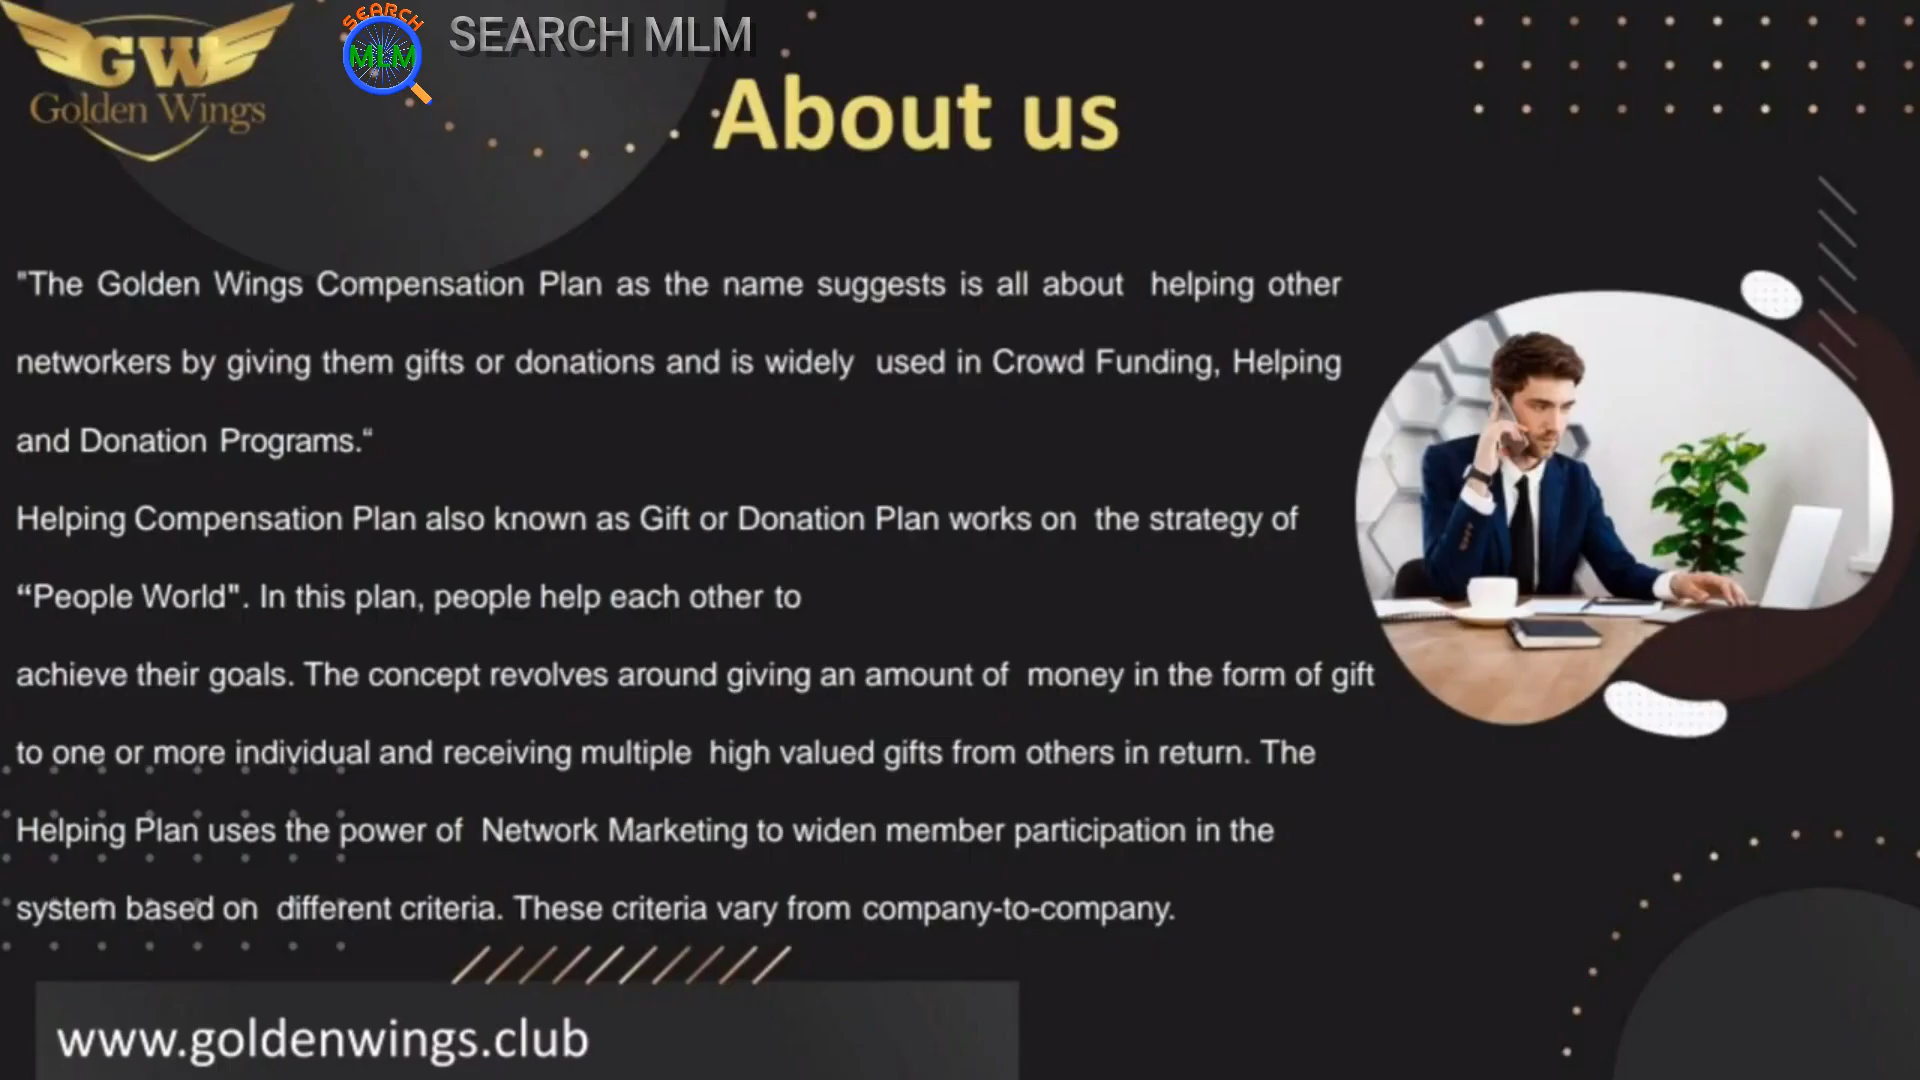 GW
Golden Wings
SEARCH
MLM
SEARCH MLM
About us
"The Golden Wings Compensation Plan as the name suggests is all about helping other
networkers by giving them gifts or donations and is widely used in Crowd Funding, Helping
and Donation Programs.“
Helping Compensation Plan also known as Gift or Donation Plan works on the strategy of
“People World". In this plan, people help each other to
achieve their goals. The concept revolves around giving an amount of money in the form of gift
to one or more individual and receiving multiple high valued gifts from others in return. The
Helping Plan uses the power of Network Marketing to widen member participation in the
system based on different criteria. These criteria vary from company-to-company.
www.goldenwings.club